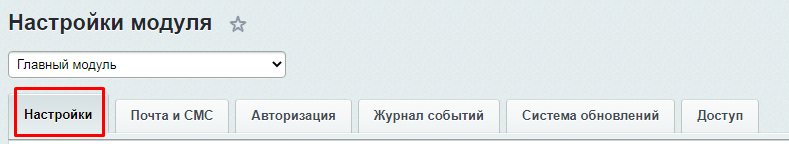 Настройки модуля
Главный модуль
Настройки Почта и СМС Авторизация Журнал событий Система обновлений Доступ